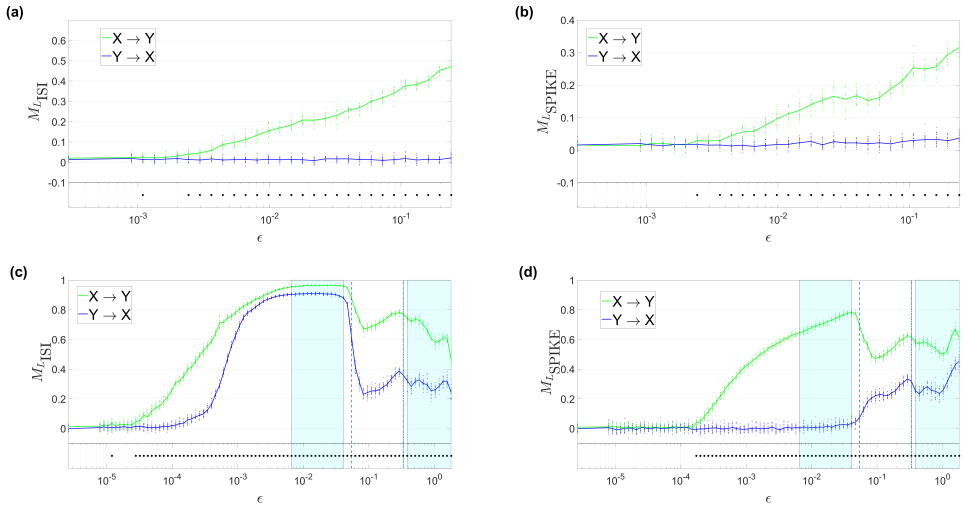 (a)
0.6
0.5
0.4
0.3
0.2
0.1
0
-0.1
M_L ISI
X → Y
Y → X
10^-3
10^-2
10^-1
ϵ
(b)
0.4
0.3
0.2
0.1
0
0.1
M_L SPIKE
X → Y
Y → X
10^-3
10^-2
10^-1
ϵ
(c)
1
0.8
0.6
0.4
0.2
0
M_L ISI
X → Y
Y → X
10^-5
10^-4
10^-3
10^-2
10^-1
10^0
ϵ
(d)
1
0.8
0.6
0.4
0.2
0
M_L SPIKE
X → Y
Y → X
10^-5
10^-4
10^-3
10^-2
10^-1
10^0
ϵ